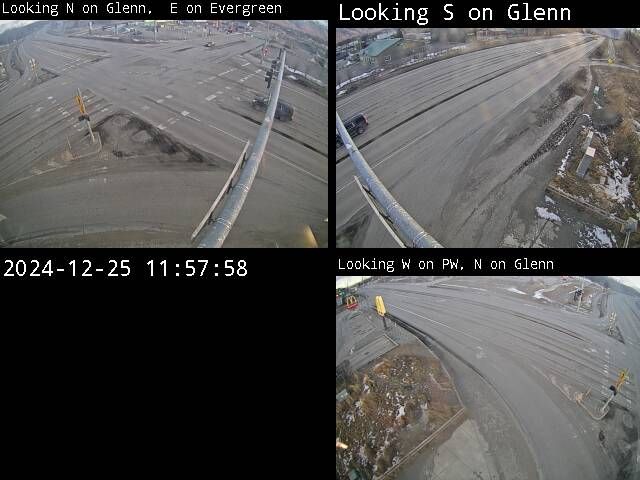 Looking N on Glenn, E on Evergreen
Looking S on Glenn
2024-12-25 11:57:58
Looking W on PW, N on Glenn